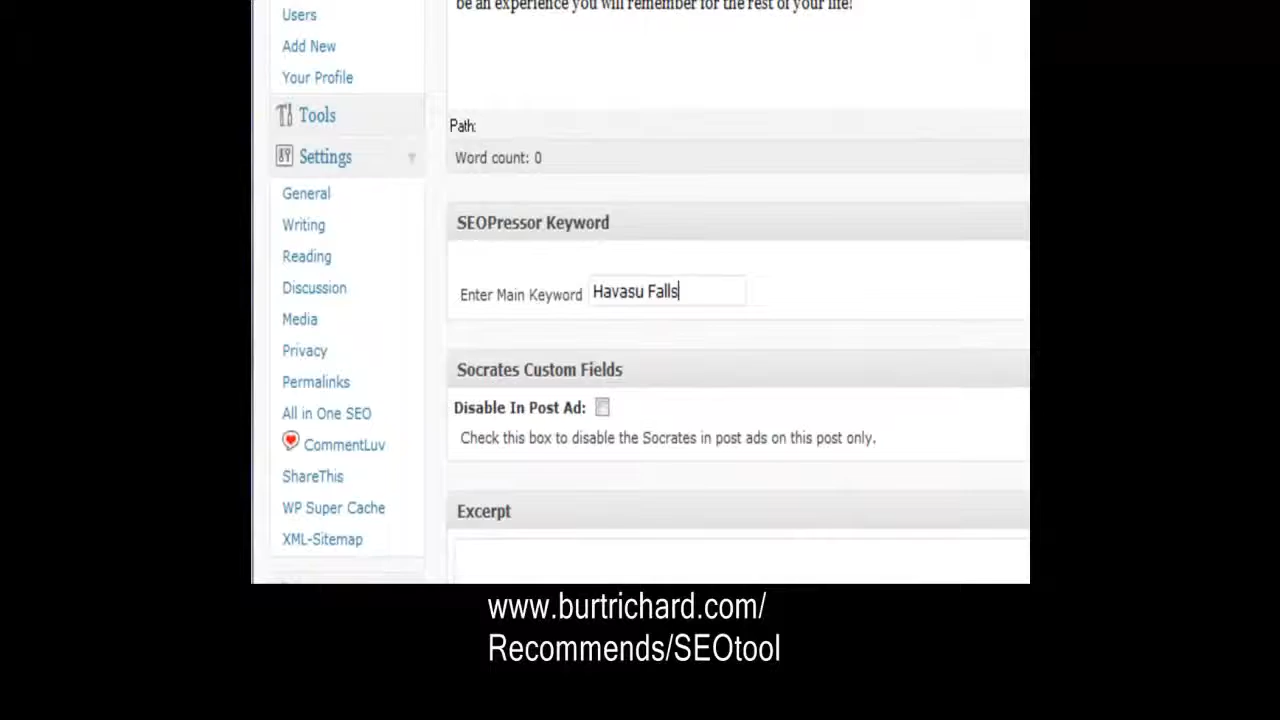 be an experience you will remember for the rest of your life!
Users
Add New
Your Profile
Tools
Settings
General
Writing
Reading
Discussion
Media
Privacy
Permalinks
All in One SEO
CommentLuv
ShareThis
WP Super Cache
XML-Sitemap
Path:
Word count: 0
SEOPressor Keyword
Enter Main Keyword Havasu Falls
Socrates Custom Fields
Disable In Post Ad:
Check this box to disable the Socrates in post ads on this post only.
Excerpt
www.burtrichard.com/
Recommends/SEOtool